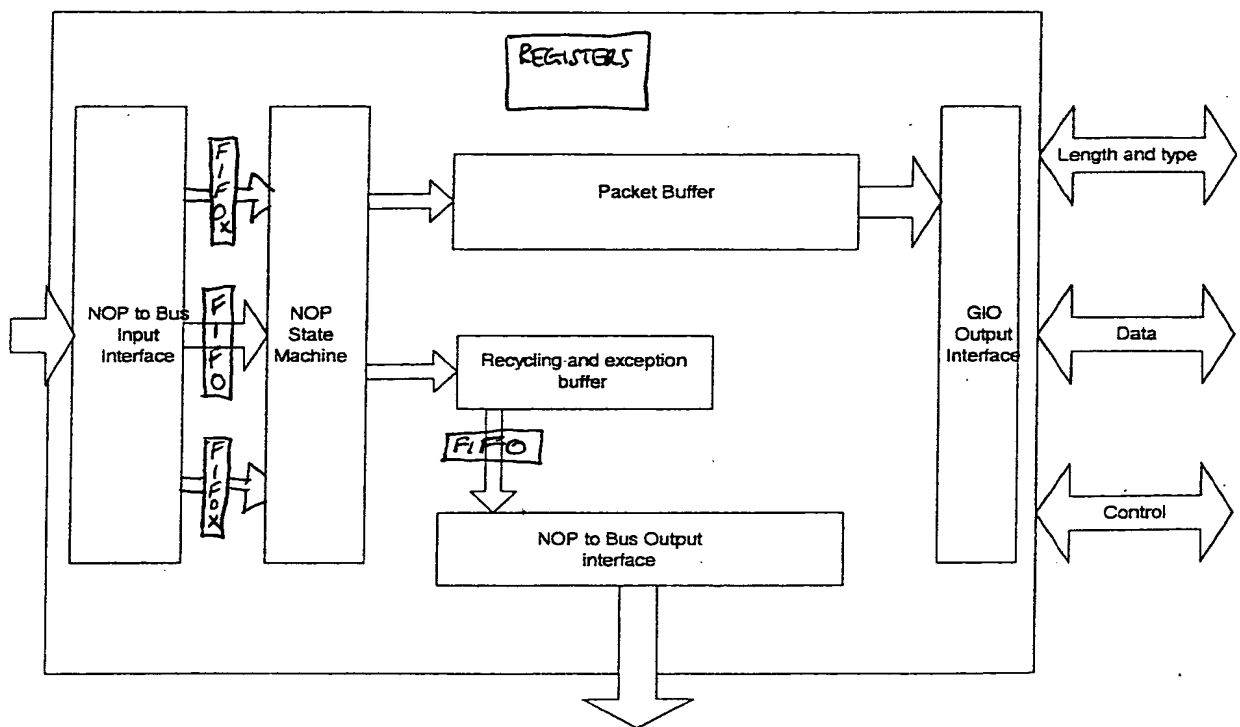 REGISTERS
FIFOx
FIFO
FIFOx
NOP to Bus
Input
Interface
NOP
State
Machine
Packet Buffer
Recycling and exception
buffer
FIFO
NOP to Bus Output
interface
GIO
Output
Interface
Length and type
Data
Control